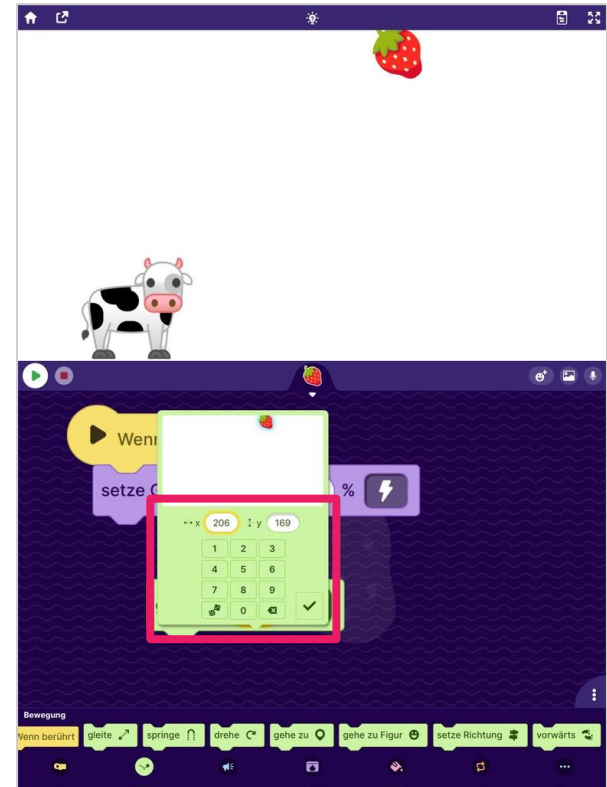 Wenn
setze G
%
x 206 y 169
1 2 3
4 5 6
7 8 9
0
Bewegung
Wenn berührt gleite springe drehe gehe zu gehe zu Figur setze Richtung vorwärts